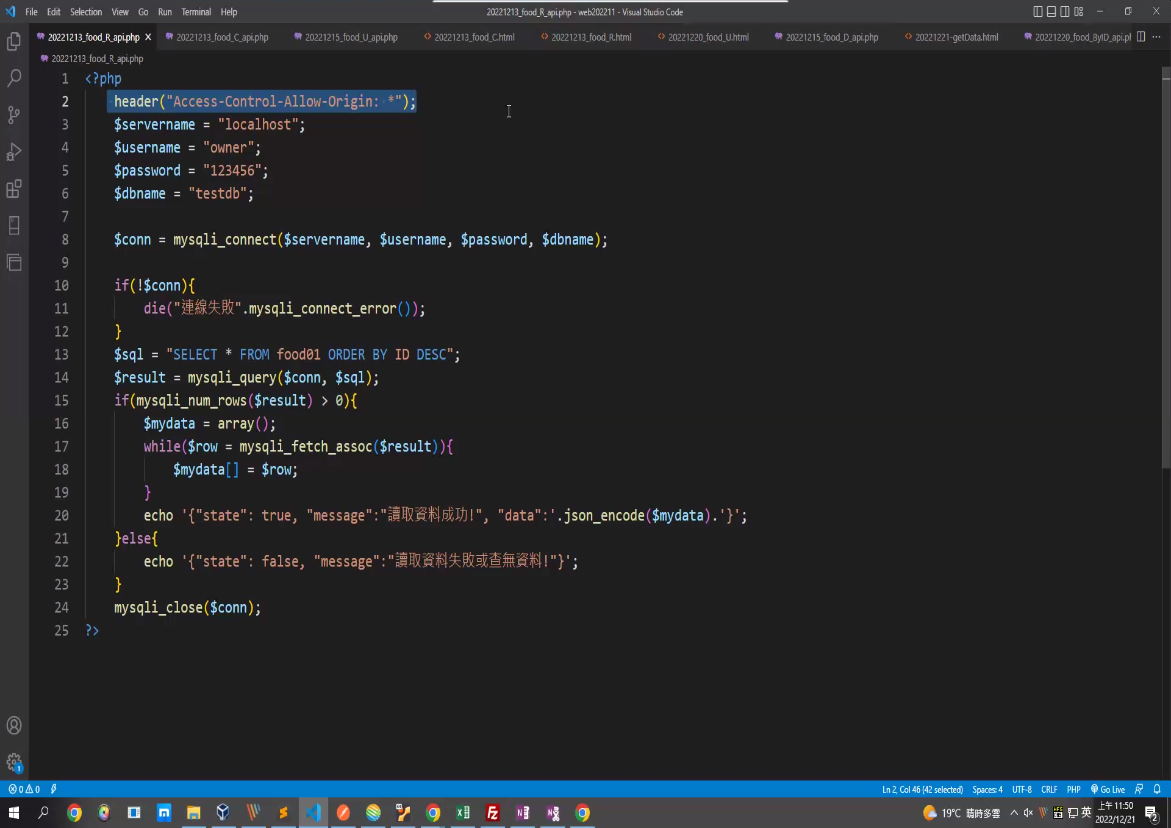 File Edit Selection View Go Run Terminal Help
20221213_food_R_api.php - web202211 - Visual Studio Code
20221213_food_R_api.php
20221213_food_C_api.php
20221215_food_U_api.php
20221213_food_C.html
20221213_food_R.html
20221220_food_U.html
20221215_food_D_api.php
20221221-getData.html
20221220_food_ByID_api.pl
20221213_food_R_api.php
1 <?php
2 header("Access-Control-Allow-Origin: *");
3 $servername = "localhost";
4 $username = "owner";
5 $password = "123456";
6 $dbname = "testdb";
7
8 $conn = mysqli_connect($servername, $username, $password, $dbname);
9
10 if(!$conn){
11 die("連線失敗".mysqli_connect_error());
12 }
13 $sql = "SELECT * FROM food01 ORDER BY ID DESC";
14 $result = mysqli_query($conn, $sql);
15 if(mysqli_num_rows($result) > 0){
16 $mydata = array();
17 while($row = mysqli_fetch_assoc($result)){
18 $mydata[] = $row;
19 }
20 echo '{"state": true, "message":"讀取資料成功!", "data":'.json_encode($mydata).'}';
21 }else{
22 echo '{"state": false, "message":"讀取資料失敗或查無資料!"}';
23 }
24 mysqli_close($conn);
25 ?>
0 0 Ln 2, Col 46 (42 selected) Spaces: 4 UTF-8 CRLF PHP Go Live
19°C 晴時多雲 英 上午 11:50
2022/12/21